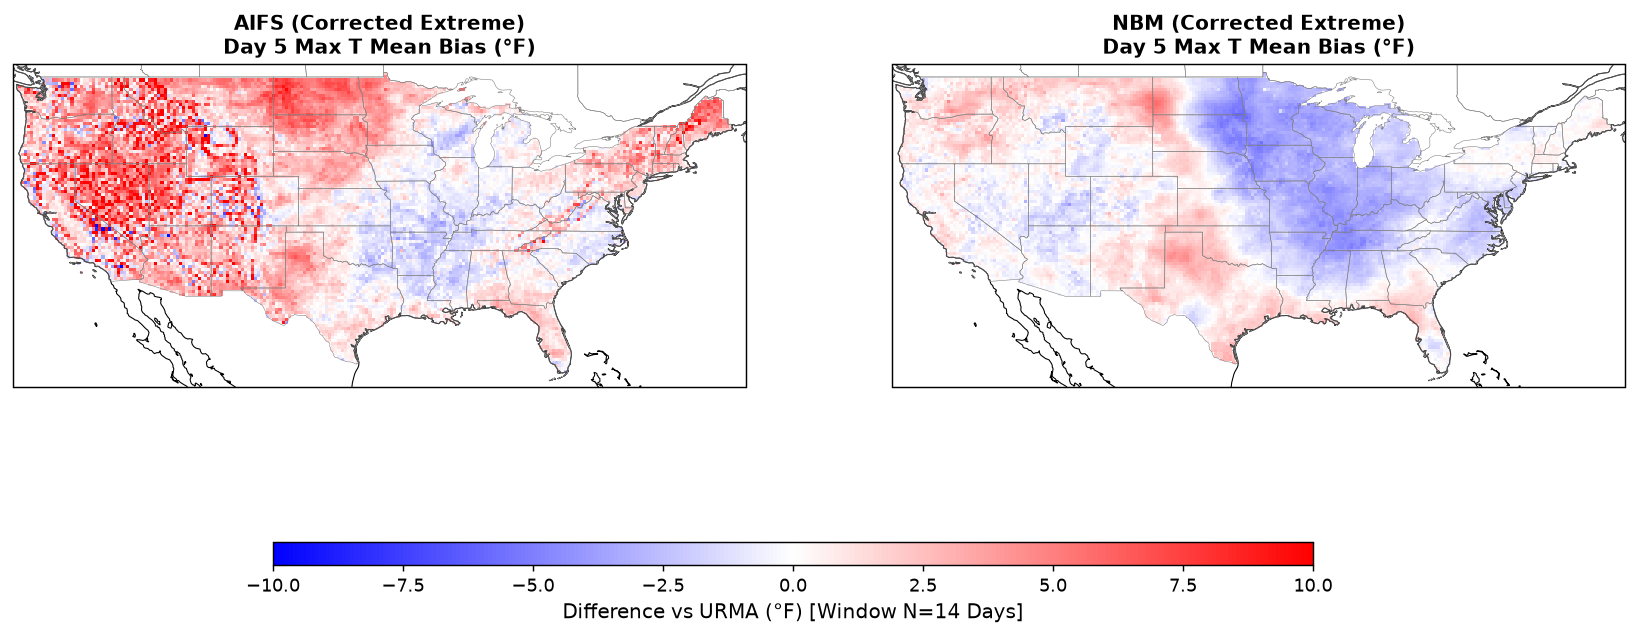 AIFS (Corrected Extreme)
Day 5 Max T Mean Bias (°F)
NBM (Corrected Extreme)
Day 5 Max T Mean Bias (°F)
−10.0 −7.5 −5.0 −2.5 0.0 2.5 5.0 7.5 10.0
Difference vs URMA (°F) [Window N=14 Days]